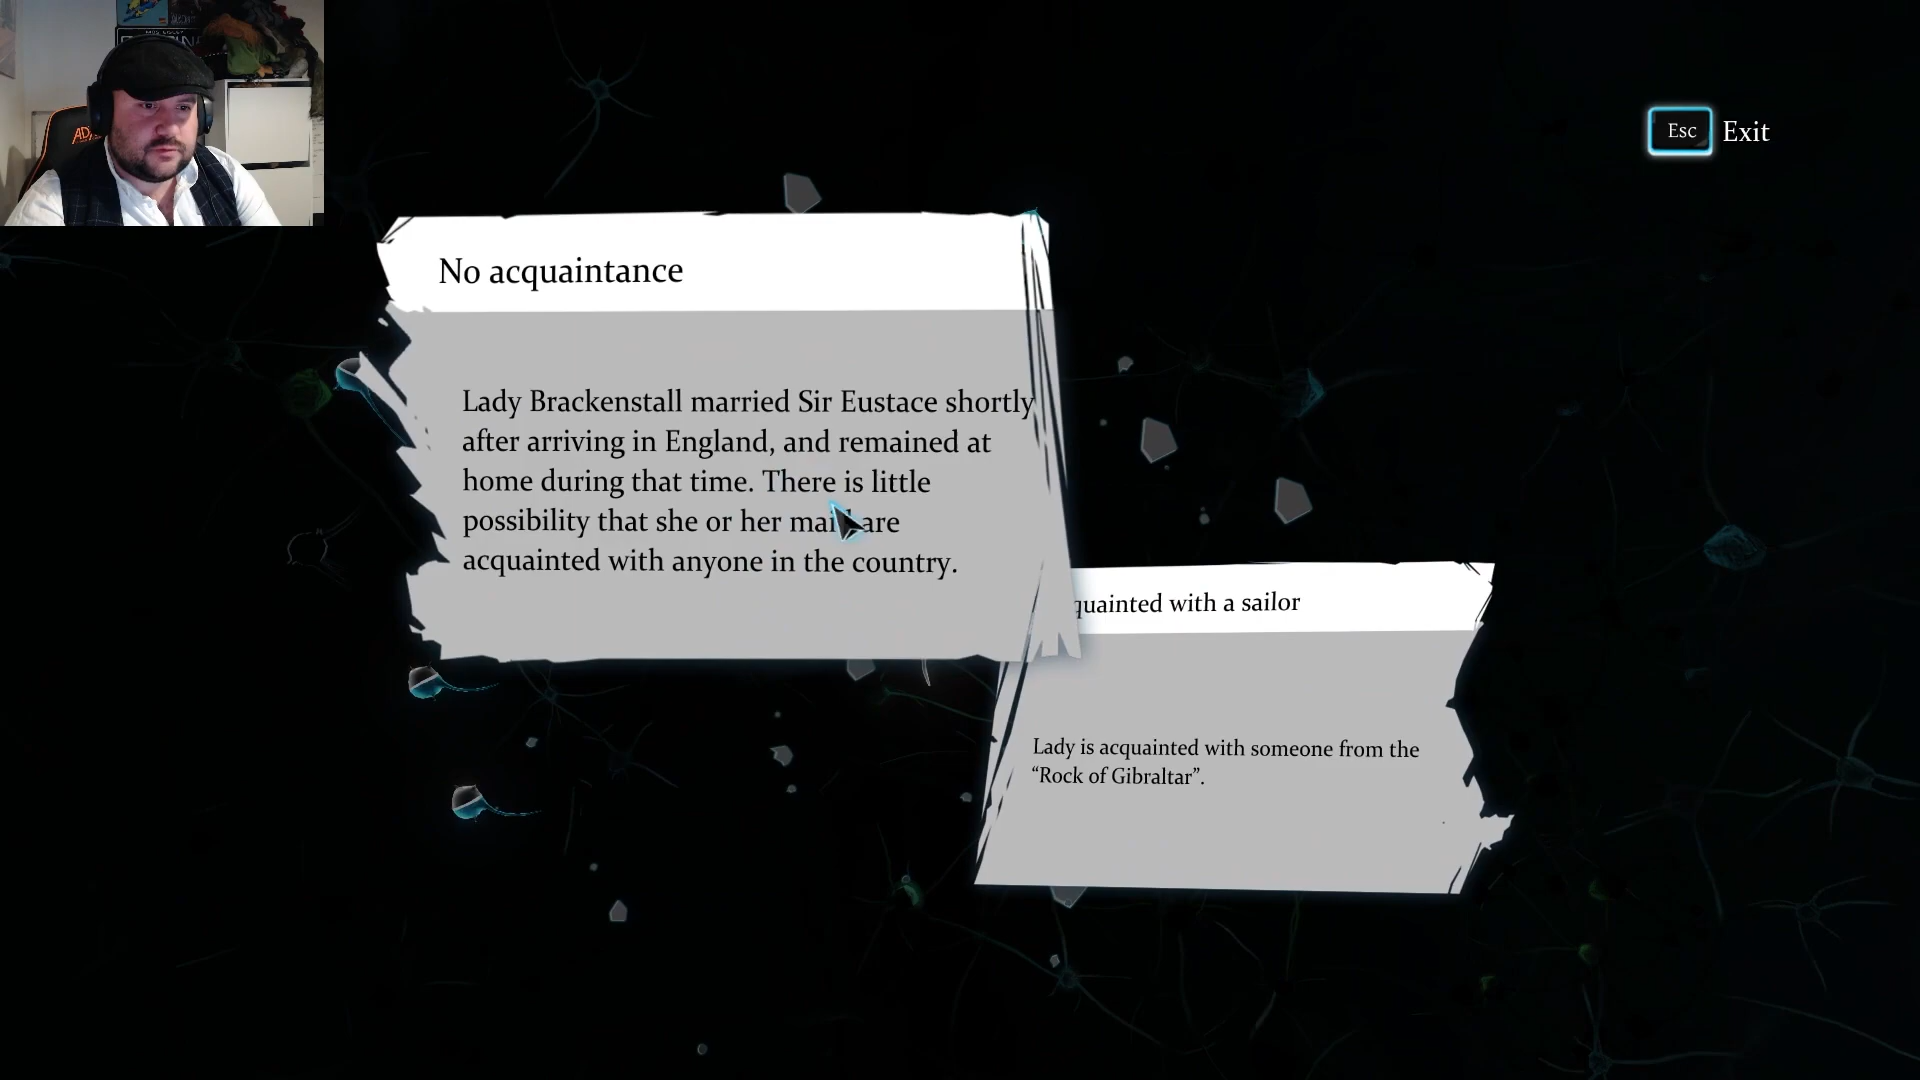 Esc Exit
No acquaintance
Lady Brackenstall married Sir Eustace shortly
after arriving in England, and remained at
home during that time. There is little
possibility that she or her are
acquainted with anyone in the country.
quainted with a sailor
Lady is acquainted with someone from the
“Rock of Gibraltar”.